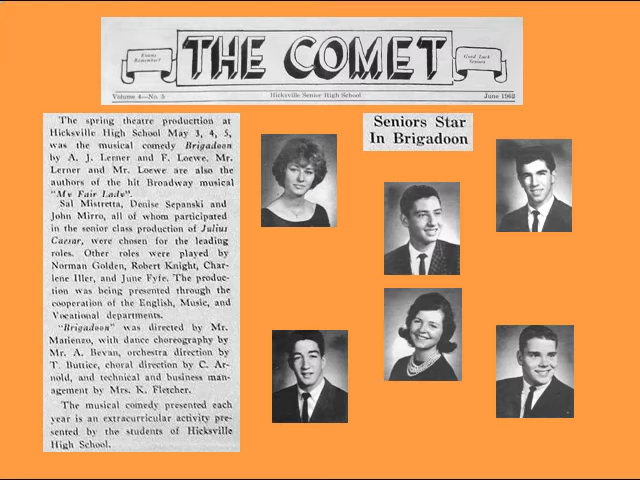 Exams
Remember!
THE COMET
Good Luck
Seniors
Volume 4—No. 5
Hicksville Senior High School
June 1962
The spring theatre production at
Hicksville High School May 3, 4, 5,
was the musical comedy Brigadoon
by A. J. Lerner and F. Loewe. Mr.
Lerner and Mr. Loewe are also the
authors of the hit Broadway musical
"My Fair Lady".
Sal Mistretta, Denise Sepanski and
John Mirro, all of whom participated
in the senior class production of Julius
Caesar, were chosen for the leading
roles. Other roles were played by
Norman Golden, Robert Knight, Char-
lene Iller, and June Fyfe. The produc-
tion was being presented through the
cooperation of the English, Music, and
Vocational departments.
"Brigadoon" was directed by Mr.
Marienzo, with dance choreography by
Mr. A. Bevan, orchestra direction by
T. Buttice, choral direction by C. Ar-
nold, and technical and business man-
agement by Mrs. K. Fletcher.
The musical comedy presented each
year is an extracurricular activity pre-
sented by the students of Hicksville
High School.
Seniors Star
In Brigadoon